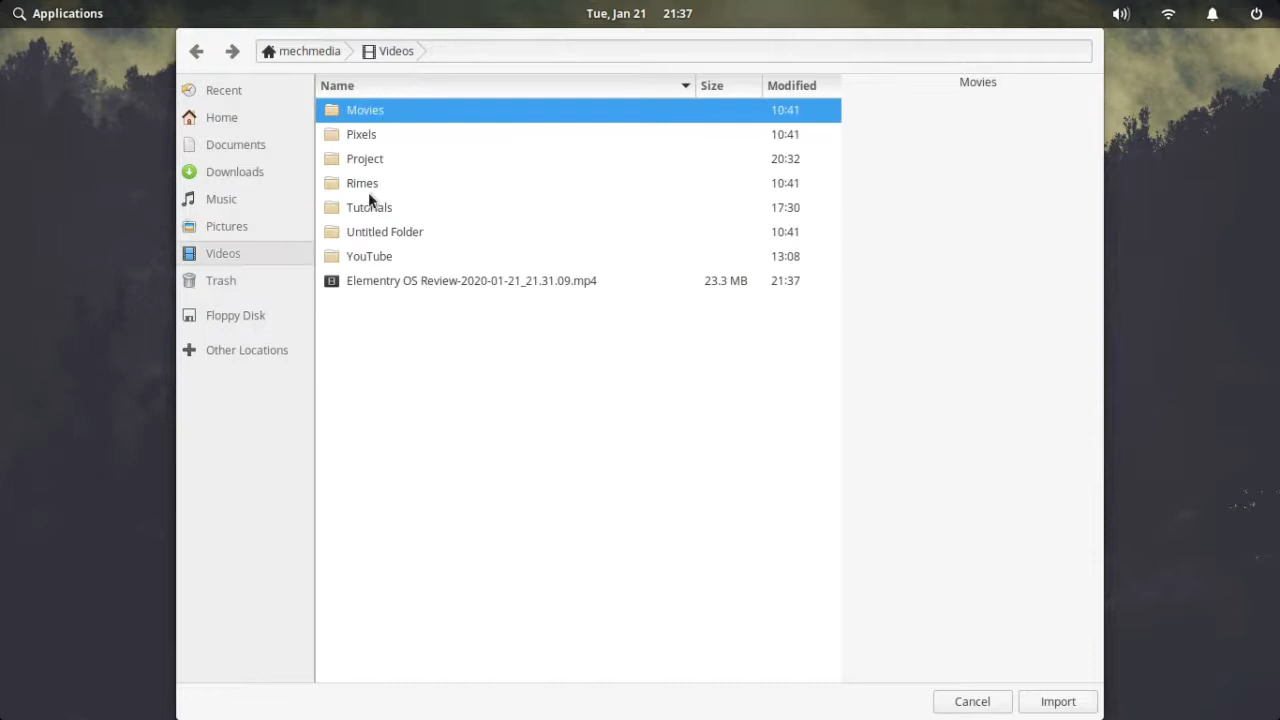 Applications Tue, Jan 21 21:37
mechmedia Videos
Recent
Home
Documents
Downloads
Music
Pictures
Videos
Trash
Floppy Disk
Other Locations
Name Size Modified
Movies 10:41
Pixels 10:41
Project 20:32
Rimes 10:41
Tutorials 17:30
Untitled Folder 10:41
YouTube 13:08
Elementry OS Review-2020-01-21_21.31.09.mp4 23.3 MB 21:37
Movies
Cancel Import